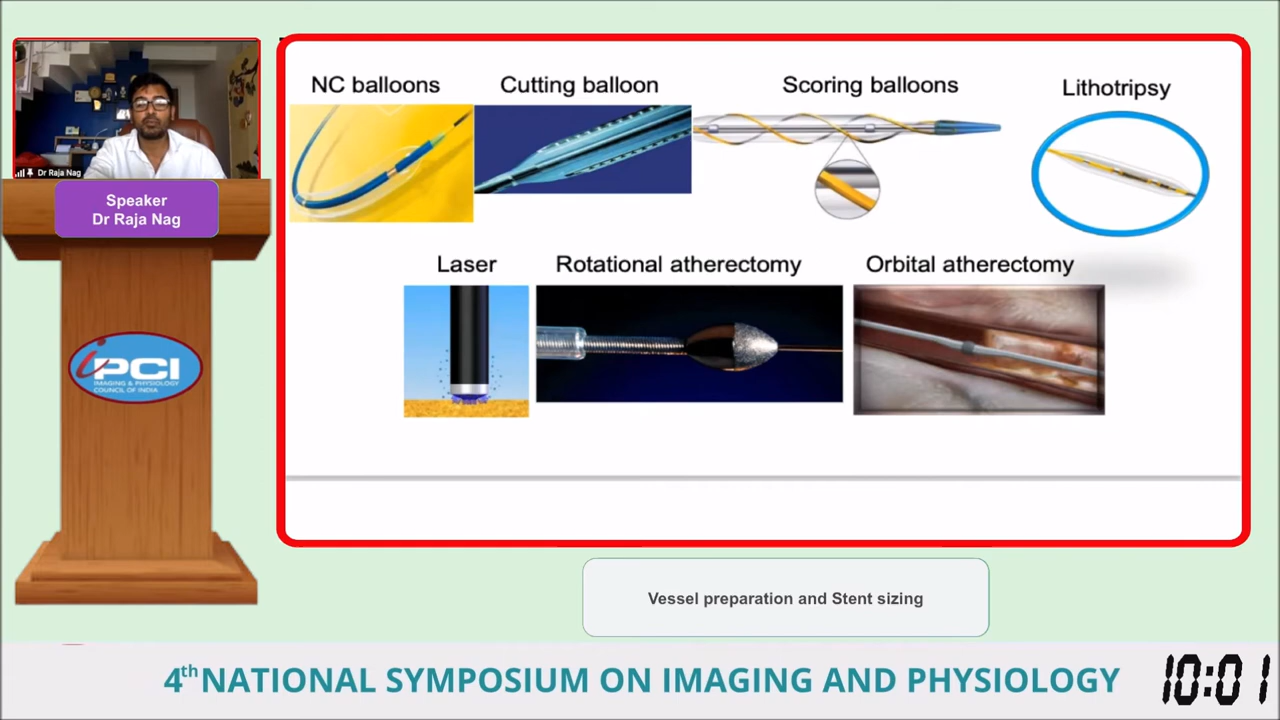 Dr Raja Nag
Speaker
Dr Raja Nag
iPCI
IMAGING & PHYSIOLOGY
COUNCIL OF INDIA
NC balloons
Cutting balloon
Scoring balloons
Lithotripsy
Laser
Rotational atherectomy
Orbital atherectomy
Vessel preparation and Stent sizing
4th NATIONAL SYMPOSIUM ON IMAGING AND PHYSIOLOGY
10:01